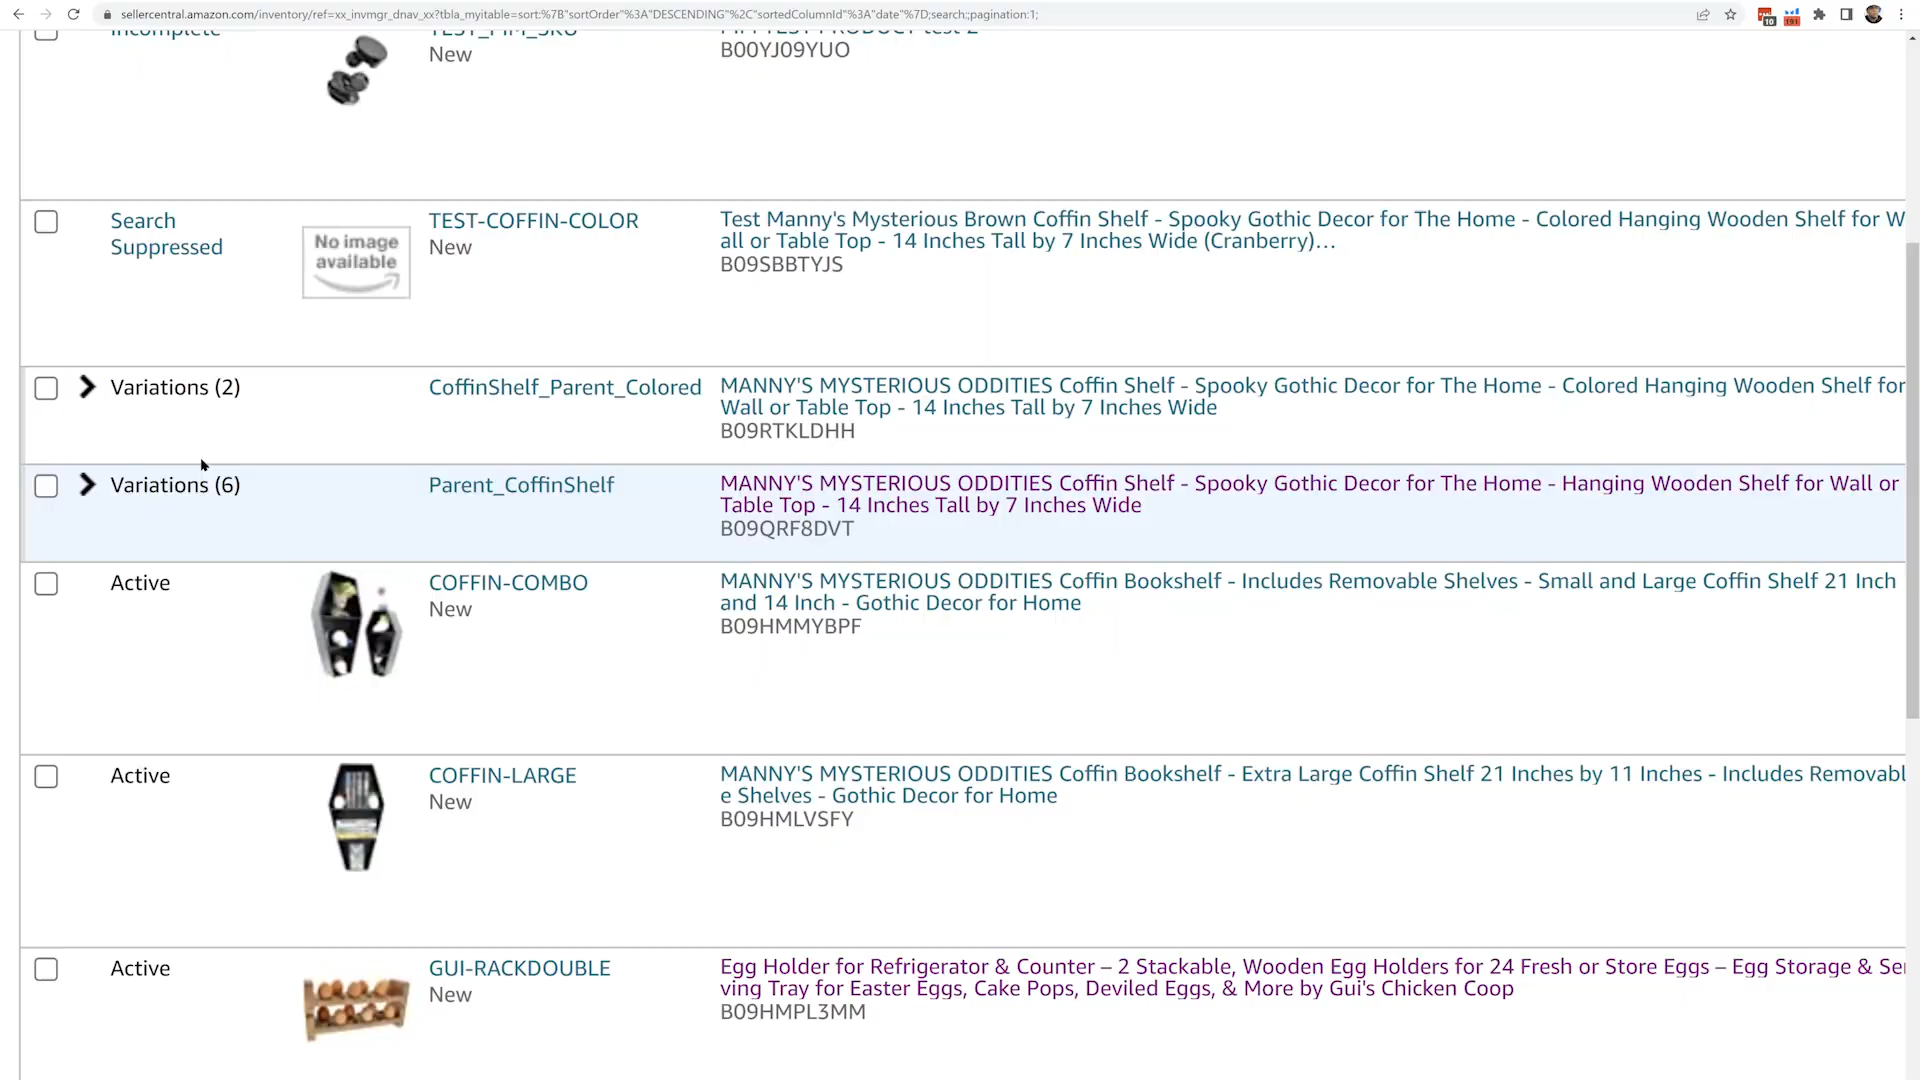 sellercentral.amazon.com/inventory/ref=xx_invmgr_dnav_xx?tbla_myitable=sort:%7B"sortOrder"%3A"DESCENDING"%2C"sortedColumnId"%3A"date"%7D;search:;pagination:1;
10
191
Incomplete
TEST_PIM_SKU
New
B00YJ09YUO
Search
Suppressed
No image
available
TEST-COFFIN-COLOR
New
Test Manny's Mysterious Brown Coffin Shelf - Spooky Gothic Decor for The Home - Colored Hanging Wooden Shelf for W
all or Table Top - 14 Inches Tall by 7 Inches Wide (Cranberry)…
B09SBBTYJS
Variations (2)
CoffinShelf_Parent_Colored
MANNY'S MYSTERIOUS ODDITIES Coffin Shelf - Spooky Gothic Decor for The Home - Colored Hanging Wooden Shelf for
Wall or Table Top - 14 Inches Tall by 7 Inches Wide
B09RTKLDHH
Variations (6)
Parent_CoffinShelf
MANNY'S MYSTERIOUS ODDITIES Coffin Shelf - Spooky Gothic Decor for The Home - Hanging Wooden Shelf for Wall or
Table Top - 14 Inches Tall by 7 Inches Wide
B09QRF8DVT
Active
COFFIN-COMBO
New
MANNY'S MYSTERIOUS ODDITIES Coffin Bookshelf - Includes Removable Shelves - Small and Large Coffin Shelf 21 Inch
and 14 Inch - Gothic Decor for Home
B09HMMYBPF
Active
COFFIN-LARGE
New
MANNY'S MYSTERIOUS ODDITIES Coffin Bookshelf - Extra Large Coffin Shelf 21 Inches by 11 Inches - Includes Removabl
e Shelves - Gothic Decor for Home
B09HMLVSFY
Active
GUI-RACKDOUBLE
New
Egg Holder for Refrigerator & Counter – 2 Stackable, Wooden Egg Holders for 24 Fresh or Store Eggs – Egg Storage & Ser
ving Tray for Easter Eggs, Cake Pops, Deviled Eggs, & More by Gui's Chicken Coop
B09HMPL3MM